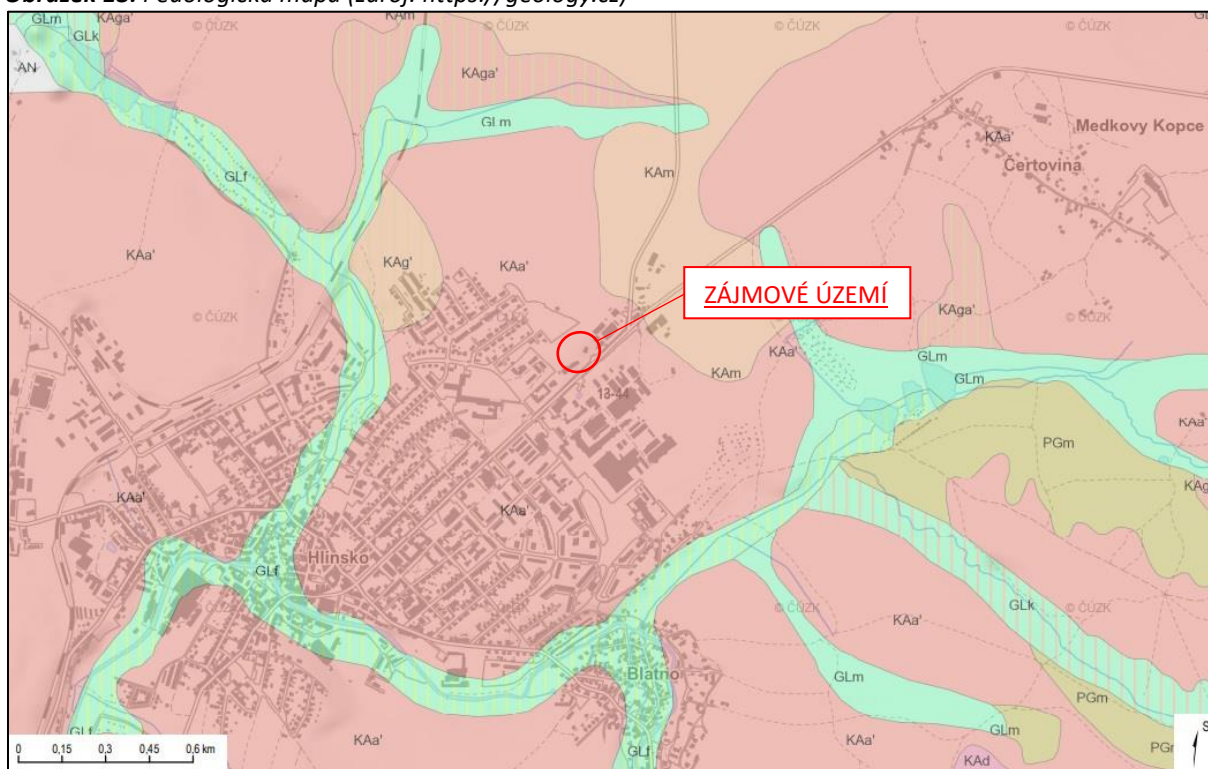 GLm
KAga'
© ČÚZK
KAm
© ČÚZK
© ČÚZK
GLk
AN
KAga'
GLm
Medkovy Kopce
KAa'
Čertovina
GLf
KAm
KAa'
KAg'
KAa'
ZÁJMOVÉ ÚZEMÍ
© ČÚZK
KAga'
© ČÚZK
KAa'
GLm
KAm
GLm
13-44
KAa'
PGm
KAa'
KAa'
KAg
Hlinsko
GLf
© ČÚZK
© ČÚZK
GLk
© ČÚZK
KAa'
Blatno
GLm
PGm
GLf
KAa'
GLf
KAa'
GLm
KAd
S
0 0,15 0,3 0,45 0,6 km